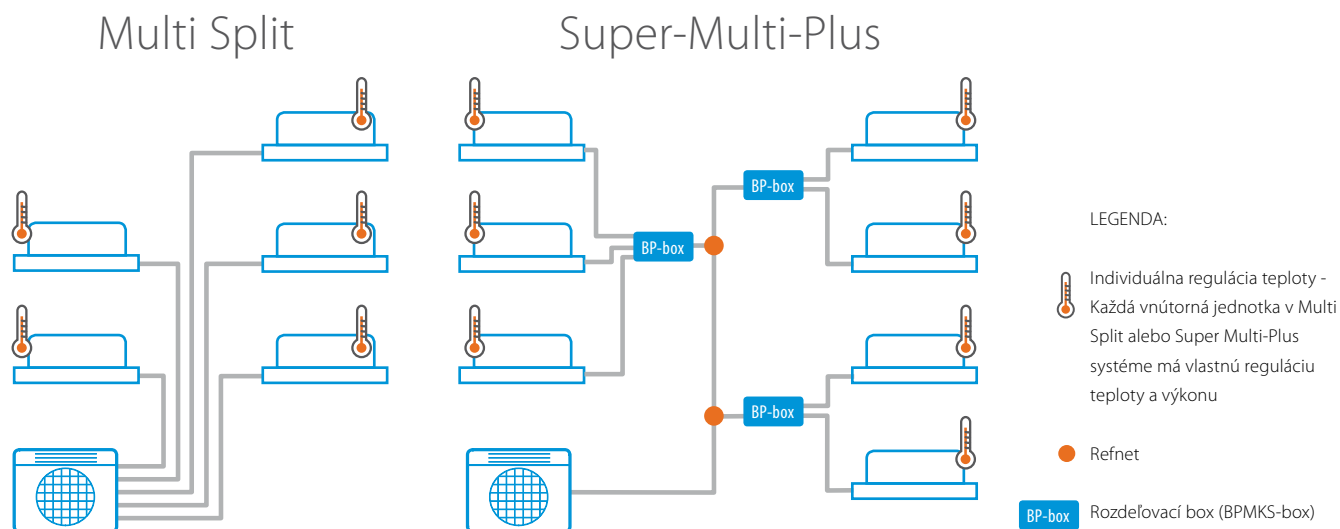 Multi Split
Super-Multi-Plus
BP-box
BP-box
BP-box
LEGENDA:
Individuálna regulácia teploty -
Každá vnútorná jednotka v Multi
Split alebo Super Multi-Plus
systéme má vlastnú reguláciu
teploty a výkonu
Refnet
BP-box
Rozdeľovací box (BPMKS-box)